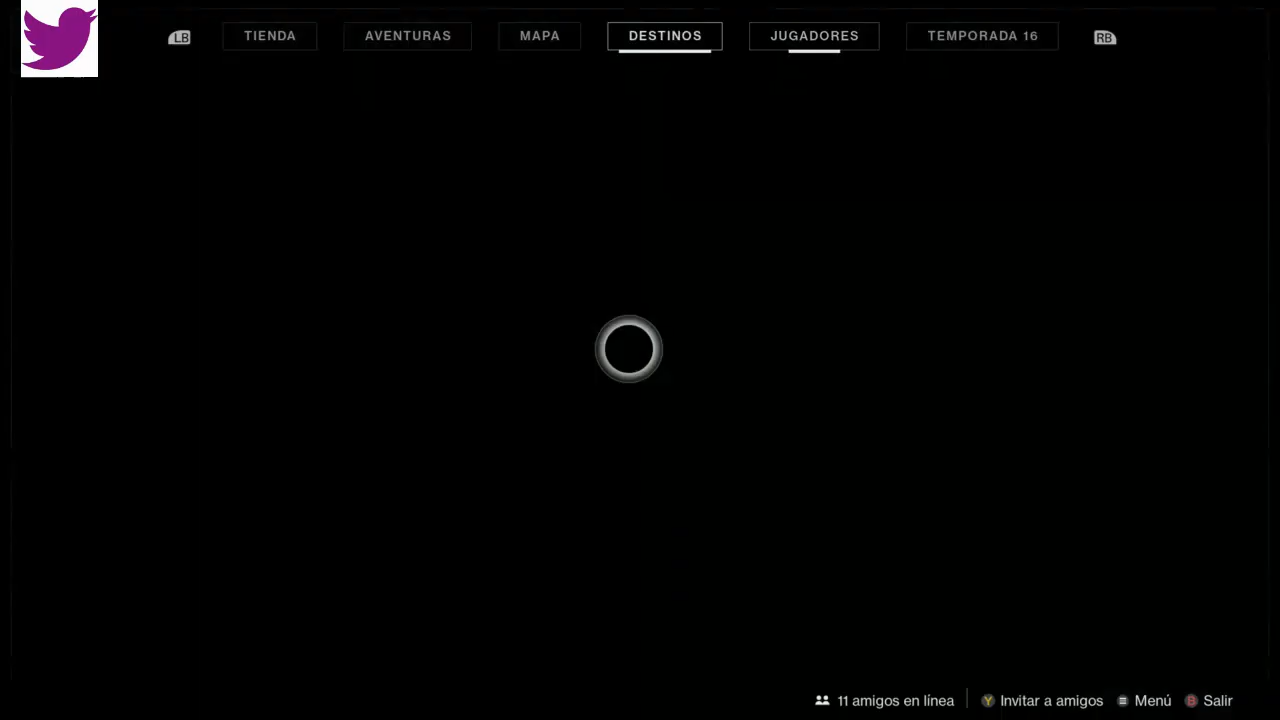 LB TIENDA AVENTURAS MAPA DESTINOS JUGADORES TEMPORADA 16 RB
11 amigos en línea Y Invitar a amigos Menú B Salir